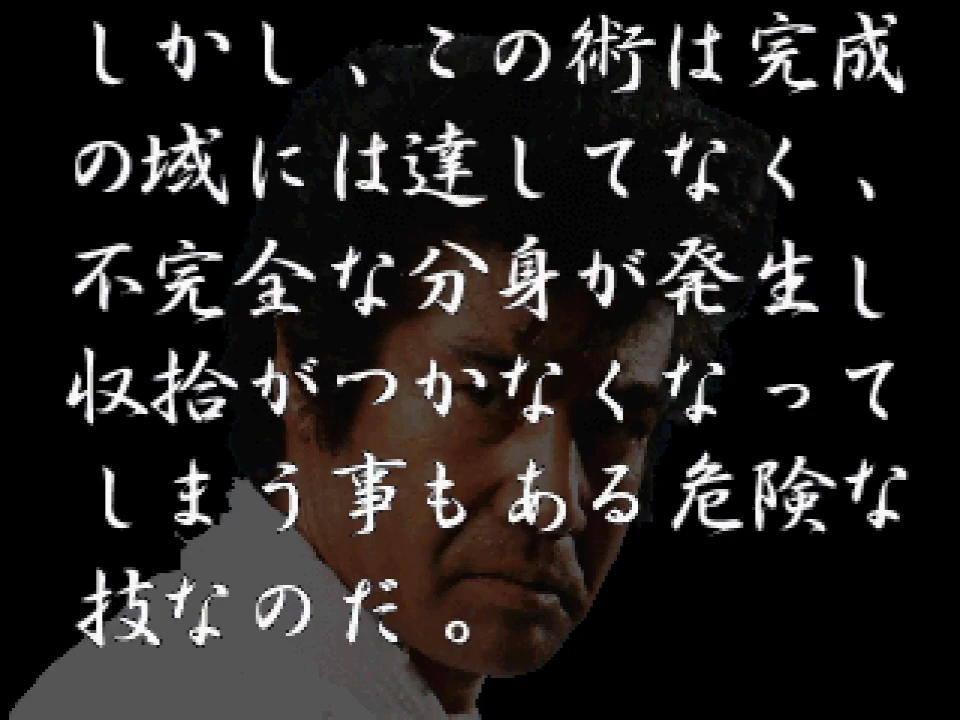 しかし、この術は完成
の域には達してなく、
不完全な分身が発生し
収拾がつかなくなって
しまう事もある危険な
技なのだ。